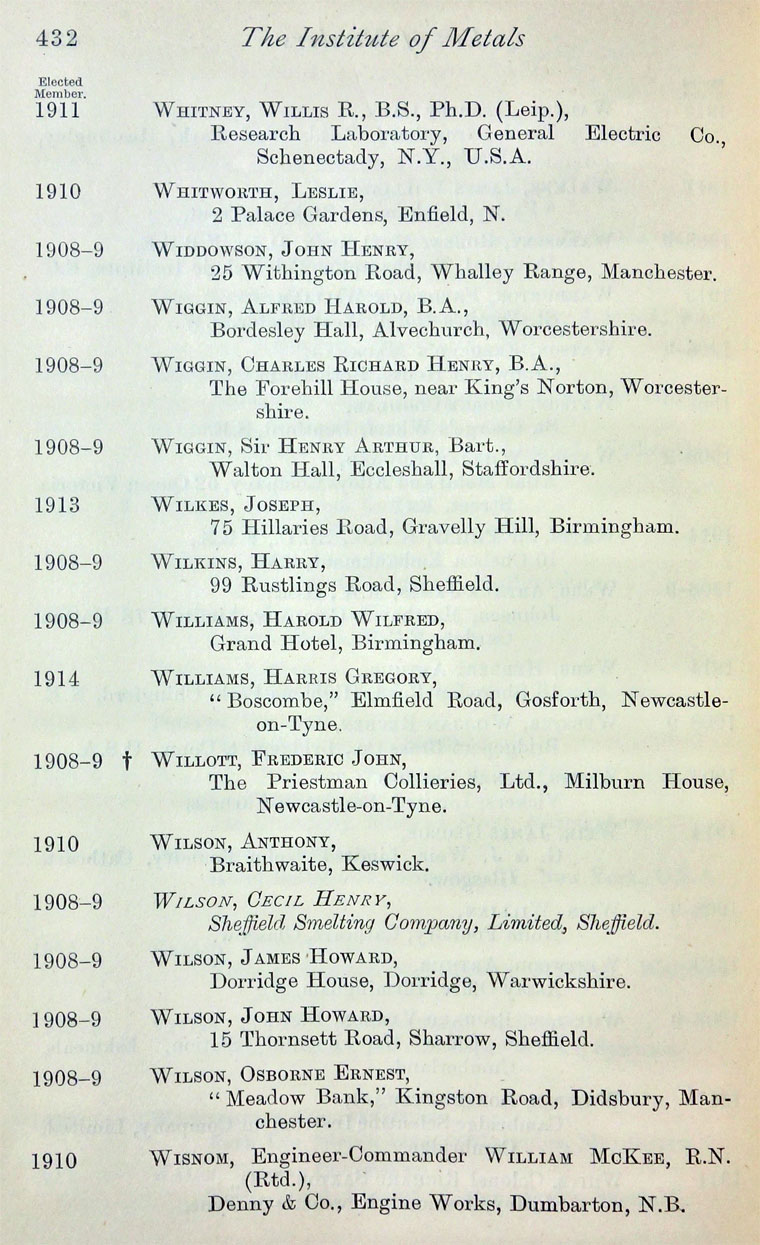 432 The Institute of Metals
Elected
Member.
1911 WHITNEY, WILLIS R., B.S., Ph.D. (Leip.),
Research Laboratory, General Electric Co.,
Schenectady, N.Y., U.S.A.
1910 WHITWORTH, LESLIE,
2 Palace Gardens, Enfield, N.
1908–9 WIDDOWSON, JOHN HENRY,
25 Withington Road, Whalley Range, Manchester.
1908–9 WIGGIN, ALFRED HAROLD, B.A.,
Bordesley Hall, Alvechurch, Worcestershire.
1908–9 WIGGIN, CHARLES RICHARD HENRY, B.A.,
The Forehill House, near King's Norton, Worcester-
shire.
1908–9 WIGGIN, Sir HENRY ARTHUR, Bart.,
Walton Hall, Eccleshall, Staffordshire.
1913 WILKES, JOSEPH,
75 Hillaries Road, Gravelly Hill, Birmingham.
1908–9 WILKINS, HARRY,
99 Rustlings Road, Sheffield.
1908–9 WILLIAMS, HAROLD WILFRED,
Grand Hotel, Birmingham.
1914 WILLIAMS, HARRIS GREGORY,
"Boscombe," Elmfield Road, Gosforth, Newcastle-
on-Tyne.
1908–9 † WILLOTT, FREDERIC JOHN,
The Priestman Collieries, Ltd., Milburn House,
Newcastle-on-Tyne.
1910 WILSON, ANTHONY,
Braithwaite, Keswick.
1908–9 WILSON, CECIL HENRY,
Sheffield Smelting Company, Limited, Sheffield.
1908–9 WILSON, JAMES HOWARD,
Dorridge House, Dorridge, Warwickshire.
1908–9 WILSON, JOHN HOWARD,
15 Thornsett Road, Sharrow, Sheffield.
1908–9 WILSON, OSBORNE ERNEST,
"Meadow Bank," Kingston Road, Didsbury, Man-
chester.
1910 WISNOM, Engineer-Commander WILLIAM MCKEE, R.N.
(Rtd.),
Denny & Co., Engine Works, Dumbarton, N.B.